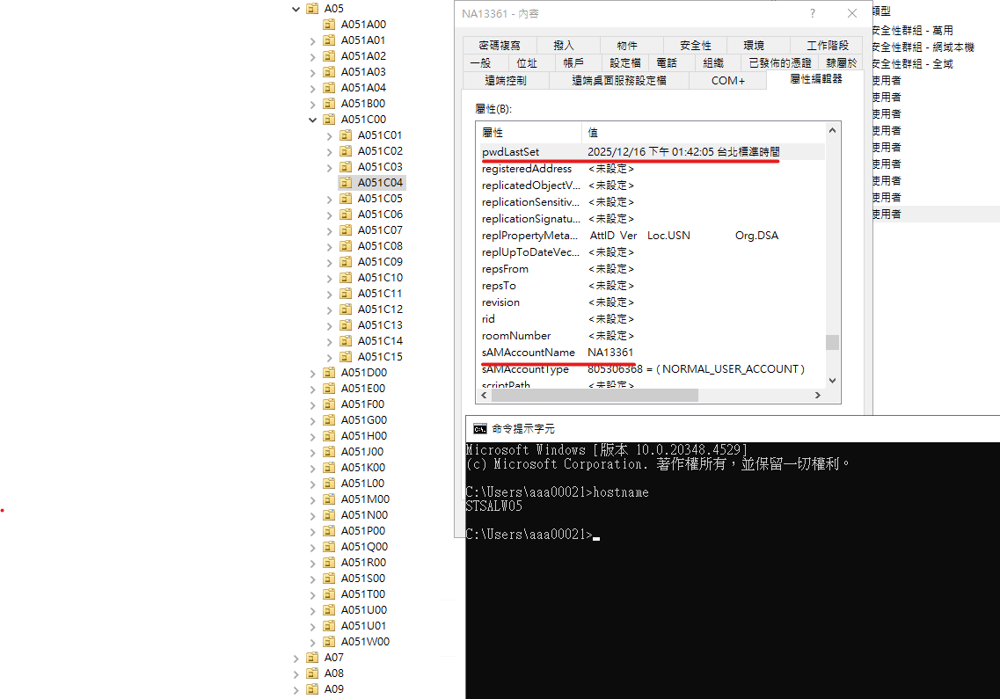 A05
A051A00
A051A01
A051A02
A051A03
A051A04
A051B00
A051C00
A051C01
A051C02
A051C03
A051C04
A051C05
A051C06
A051C07
A051C08
A051C09
A051C10
A051C11
A051C12
A051C13
A051C14
A051C15
A051D00
A051E00
A051F00
A051G00
A051H00
A051J00
A051K00
A051L00
A051M00
A051N00
A051P00
A051Q00
A051R00
A051S00
A051T00
A051U00
A051U01
A051W00
A07
A08
A09
NA13361 - 內容
密碼複寫 撥入 物件 安全性 環境 工作階段
一般 位址 帳戶 設定檔 電話 組織 已發佈的憑證 隸屬於
遠端控制 遠端桌面服務設定檔 COM+ 屬性編輯器
屬性(B):
屬性 值
pwdLastSet 2025/12/16 下午 01:42:05 台北標準時間
registeredAddress <未設定>
replicatedObjectV... <未設定>
replicationSensitiv... <未設定>
replicationSignatu... <未設定>
replPropertyMeta... AttID Ver Loc.USN Org.DSA
replUpToDateVec... <未設定>
repsFrom <未設定>
repsTo <未設定>
revision <未設定>
rid <未設定>
roomNumber <未設定>
sAMAccountName NA13361
sAMAccountType 805306368 = ( NORMAL_USER_ACCOUNT )
scriptPath <未設定>
類型
安全性群組 - 萬用
安全性群組 - 網域本機
安全性群組 - 全域
使用者
使用者
使用者
使用者
使用者
使用者
使用者
使用者
使用者
命令提示字元
Microsoft Windows [版本 10.0.20348.4529]
(c) Microsoft Corporation. 著作權所有，並保留一切權利。
C:\Users\aaa00021>hostname
STSALW05
C:\Users\aaa00021>